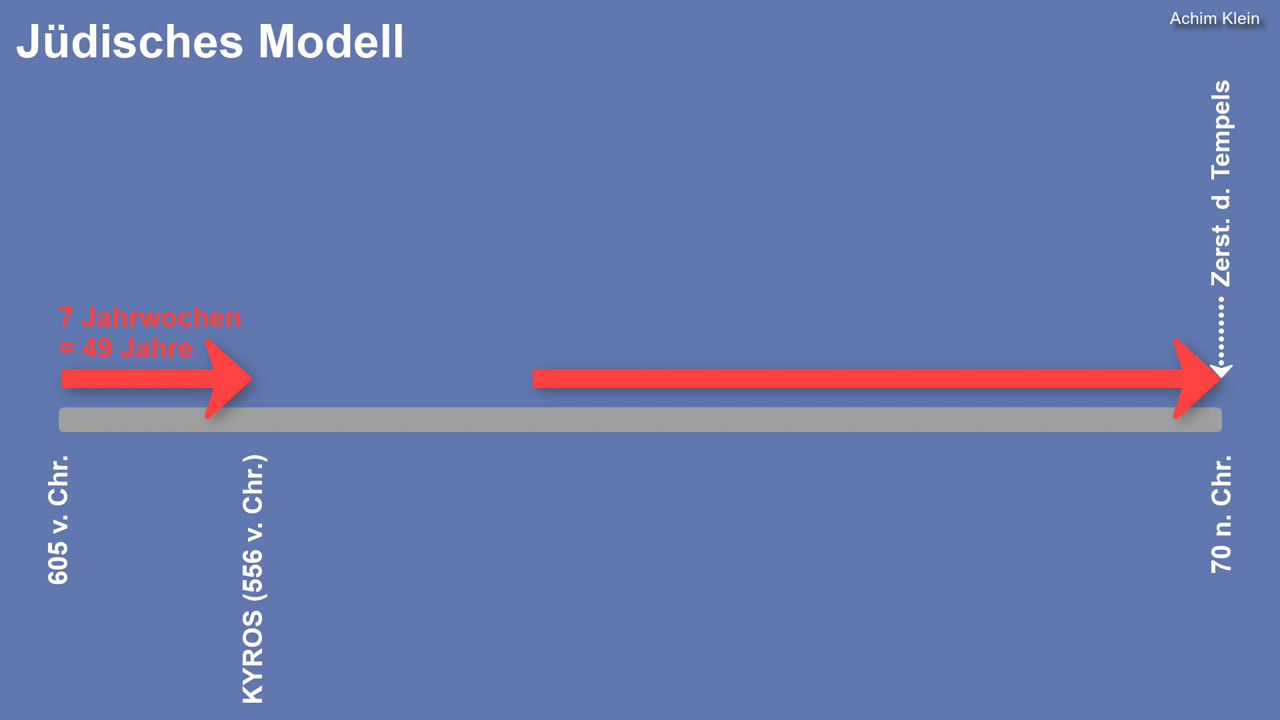 Jüdisches Modell
Achim Klein
Zerst. d. Tempels
7 Jahrwochen
= 49 Jahre
605 v. Chr.
KYROS (556 v. Chr.)
70 n. Chr.